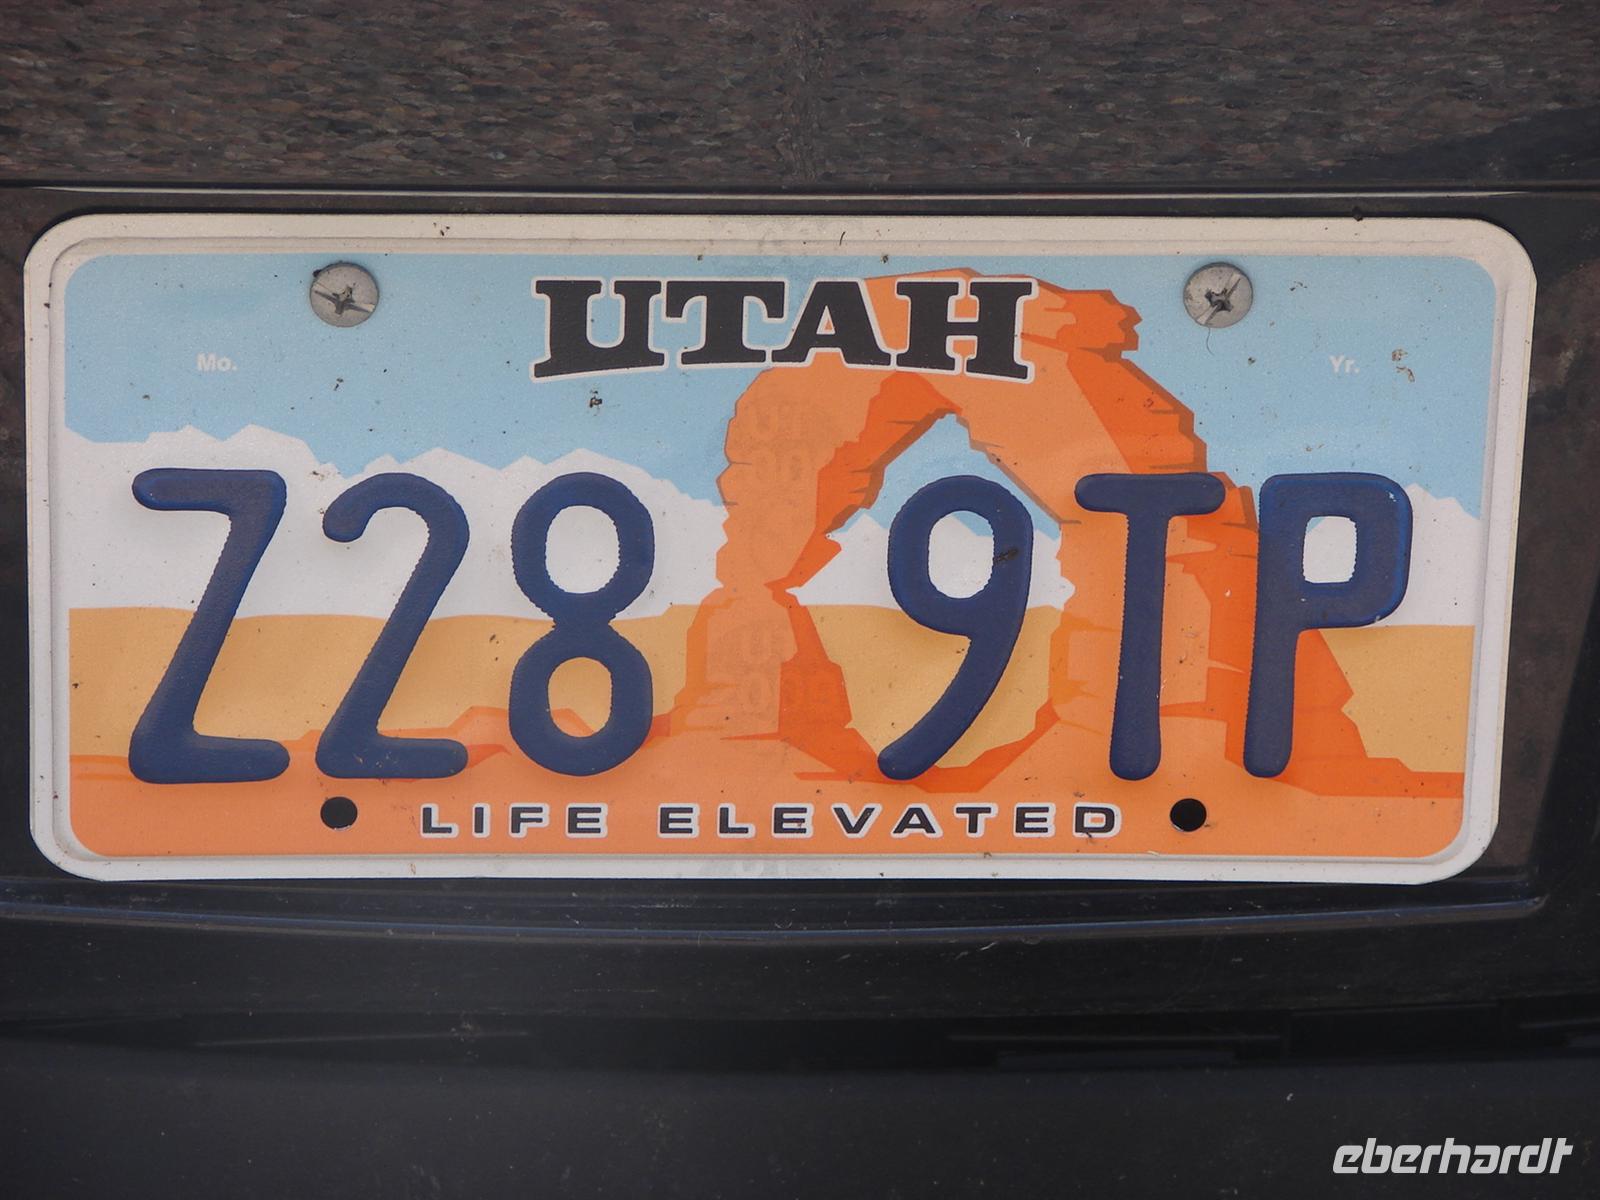 UTAH
Mo. Yr.
Z28 9TP
LIFE ELEVATED
eberhardt